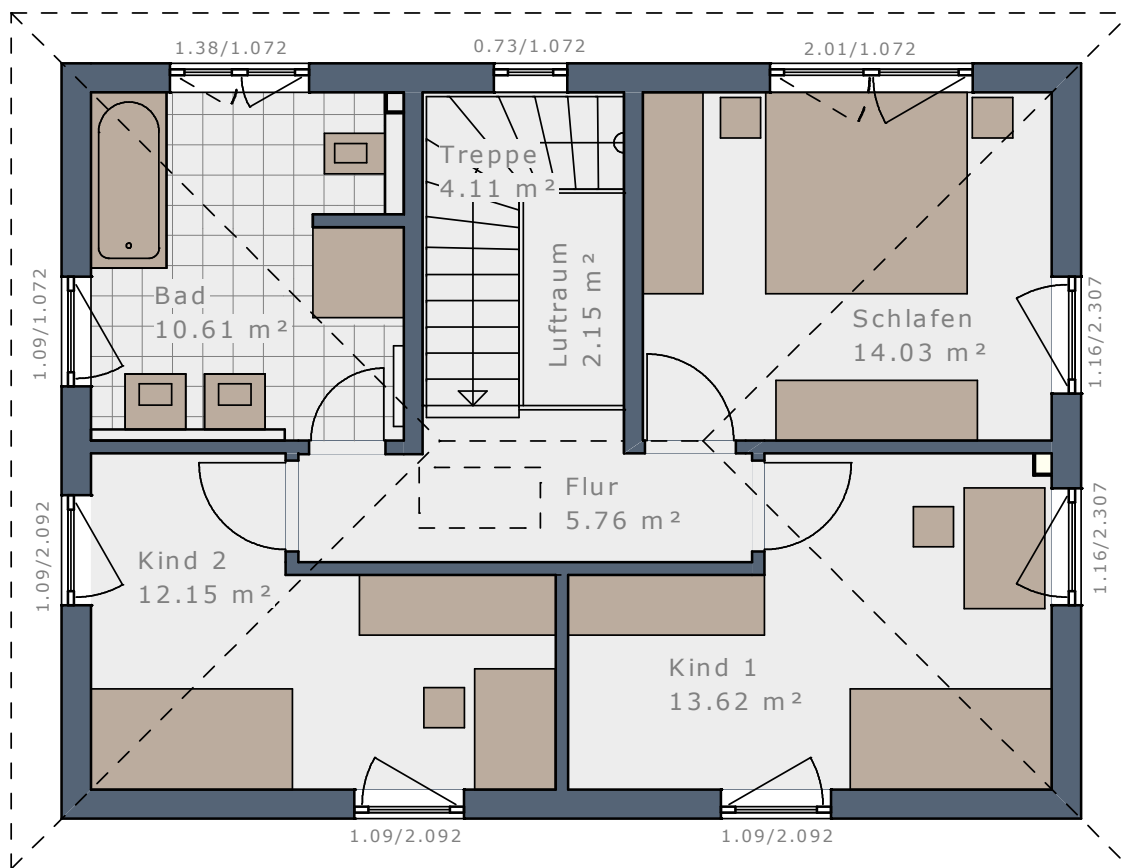 1.38/1.072
0.73/1.072
2.01/1.072
Treppe
4.11 m²
Luftraum
2.15 m²
1.09/1.072
Bad
10.61 m²
Schlafen
14.03 m²
1.16/2.307
Flur
5.76 m²
1.09/2.092
Kind 2
12.15 m²
1.16/2.307
Kind 1
13.62 m²
1.09/2.092
1.09/2.092